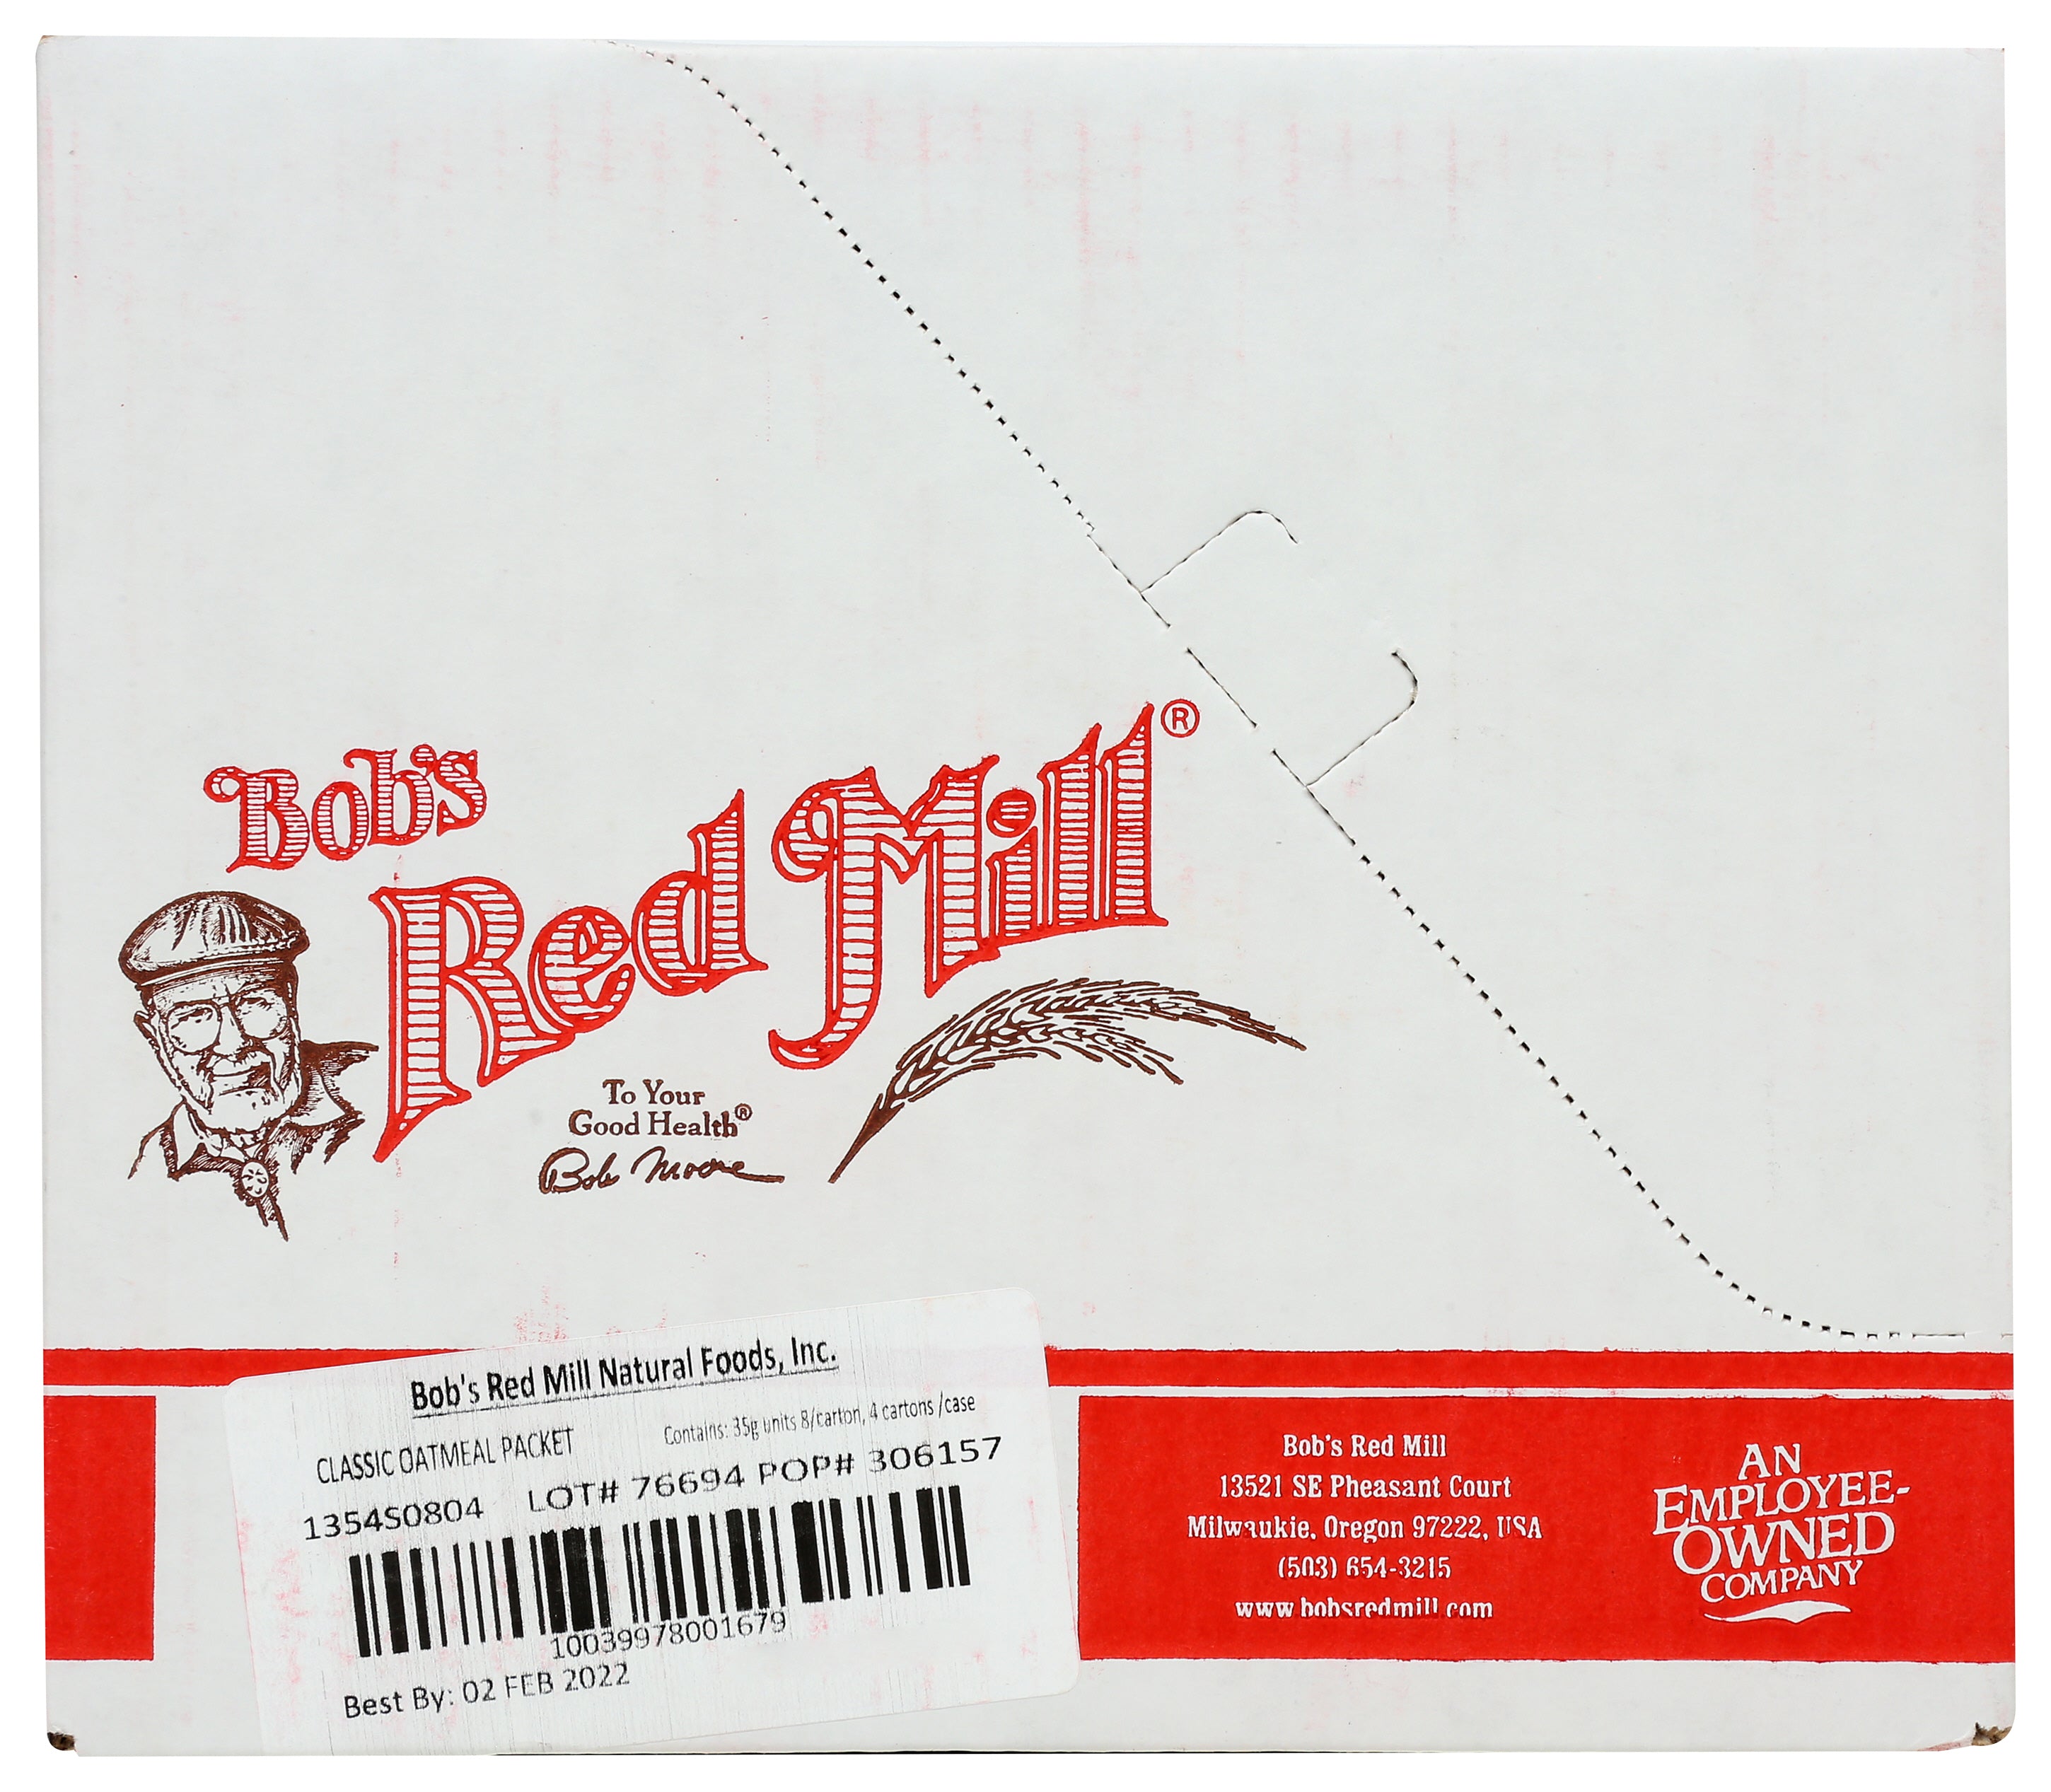 Bob's
Red Mill®
To Your
Good Health®
Bob Moore
Bob's Red Mill Natural Foods, Inc.
CLASSIC OATMEAL PACKET
Contains: 35g units 8/carton, 4 cartons /case
1354S0804 LOT# 76694 POP# 306157
10039978001679
Best By: 02 FEB 2022
Bob's Red Mill
13521 SE Pheasant Court
Milwaukie, Oregon 97222, USA
(503) 654-3215
www.bobsredmill.com
AN
EMPLOYEE-
OWNED
COMPANY